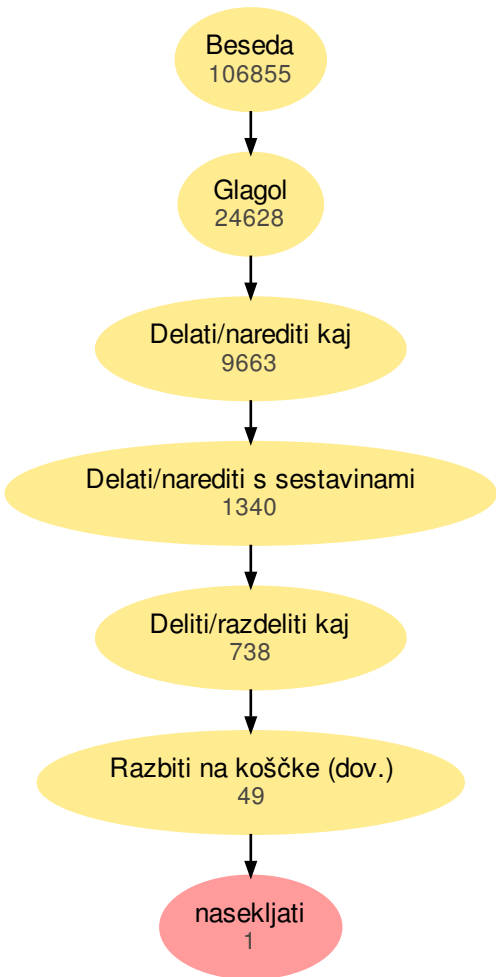 Beseda
106855
Glagol
24628
Delati/narediti kaj
9663
Delati/narediti s sestavinami
1340
Deliti/razdeliti kaj
738
Razbiti na koščke (dov.)
49
nasekljati
1